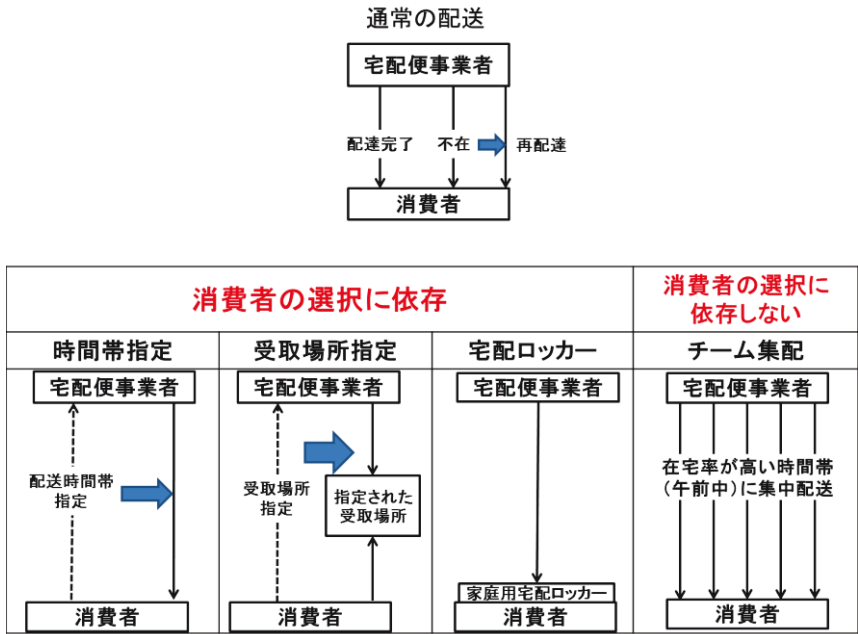 通常の配送
宅配便事業者
配達完了
不在
再配達
消費者
消費者の選択に依存
消費者の選択に
依存しない
時間帯指定
受取場所指定
宅配ロッカー
チーム集配
宅配便事業者
宅配便事業者
宅配便事業者
宅配便事業者
配送時間帯
指定
受取場所
指定
指定された
受取場所
在宅率が高い時間帯
(午前中)に集中配送
家庭用宅配ロッカー
消費者
消費者
消費者
消費者